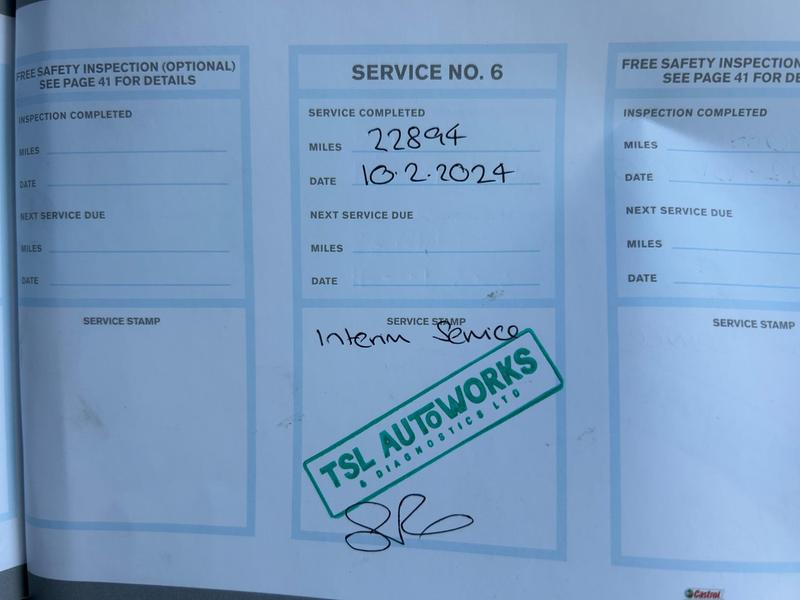 FREE SAFETY INSPECTION (OPTIONAL)
SEE PAGE 41 FOR DETAILS
INSPECTION COMPLETED
MILES
DATE
NEXT SERVICE DUE
MILES
DATE
SERVICE STAMP
SERVICE NO. 6
SERVICE COMPLETED
MILES 22894
DATE 10.2.2024
NEXT SERVICE DUE
MILES
DATE
SERVICE STAMP
Interim Service
TSL AUTOWORKS
& DIAGNOSTICS LTD
FREE SAFETY INSPECTION
SEE PAGE 41 FOR DE
INSPECTION COMPLETED
MILES
DATE
NEXT SERVICE DUE
MILES
DATE
SERVICE STAMP
Castrol